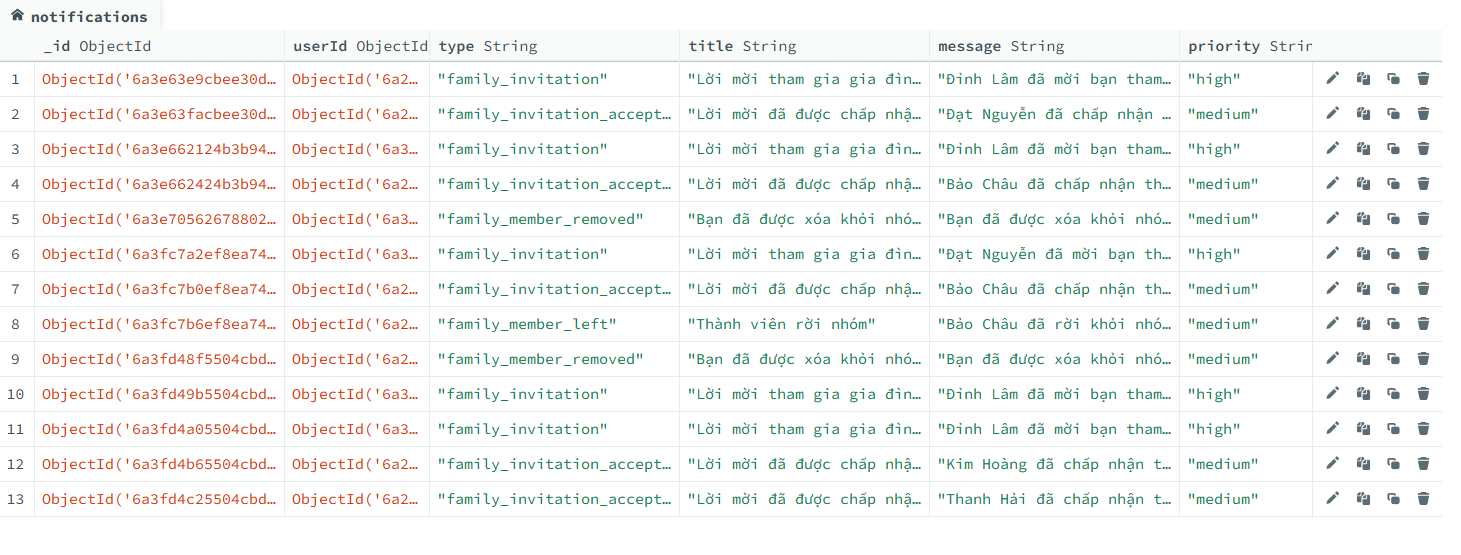 notifications
_id ObjectId userId ObjectId type String title String message String priority Strin
1 ObjectId('6a3e63e9cbee30d… ObjectId('6a2… "family_invitation" "Lời mời tham gia gia đìn… "Đinh Lâm đã mời bạn tham… "high"
2 ObjectId('6a3e63facbee30d… ObjectId('6a2… "family_invitation_accept… "Lời mời đã được chấp nhậ… "Đạt Nguyễn đã chấp nhận … "medium"
3 ObjectId('6a3e662124b3b94… ObjectId('6a3… "family_invitation" "Lời mời tham gia gia đìn… "Đinh Lâm đã mời bạn tham… "high"
4 ObjectId('6a3e662424b3b94… ObjectId('6a2… "family_invitation_accept… "Lời mời đã được chấp nhậ… "Bảo Châu đã chấp nhận th… "medium"
5 ObjectId('6a3e70562678802… ObjectId('6a3… "family_member_removed" "Bạn đã được xóa khỏi nhó… "Bạn đã được xóa khỏi nhó… "medium"
6 ObjectId('6a3fc7a2ef8ea74… ObjectId('6a3… "family_invitation" "Lời mời tham gia gia đìn… "Đạt Nguyễn đã mời bạn th… "high"
7 ObjectId('6a3fc7b0ef8ea74… ObjectId('6a2… "family_invitation_accept… "Lời mời đã được chấp nhậ… "Bảo Châu đã chấp nhận th… "medium"
8 ObjectId('6a3fc7b6ef8ea74… ObjectId('6a2… "family_member_left" "Thành viên rời nhóm" "Bảo Châu đã rời khỏi nhó… "medium"
9 ObjectId('6a3fd48f5504cbd… ObjectId('6a2… "family_member_removed" "Bạn đã được xóa khỏi nhó… "Bạn đã được xóa khỏi nhó… "medium"
10 ObjectId('6a3fd49b5504cbd… ObjectId('6a3… "family_invitation" "Lời mời tham gia gia đìn… "Đinh Lâm đã mời bạn tham… "high"
11 ObjectId('6a3fd4a05504cbd… ObjectId('6a3… "family_invitation" "Lời mời tham gia gia đìn… "Đinh Lâm đã mời bạn tham… "high"
12 ObjectId('6a3fd4b65504cbd… ObjectId('6a2… "family_invitation_accept… "Lời mời đã được chấp nhậ… "Kim Hoàng đã chấp nhận t… "medium"
13 ObjectId('6a3fd4c25504cbd… ObjectId('6a2… "family_invitation_accept… "Lời mời đã được chấp nhậ… "Thanh Hải đã chấp nhận t… "medium"